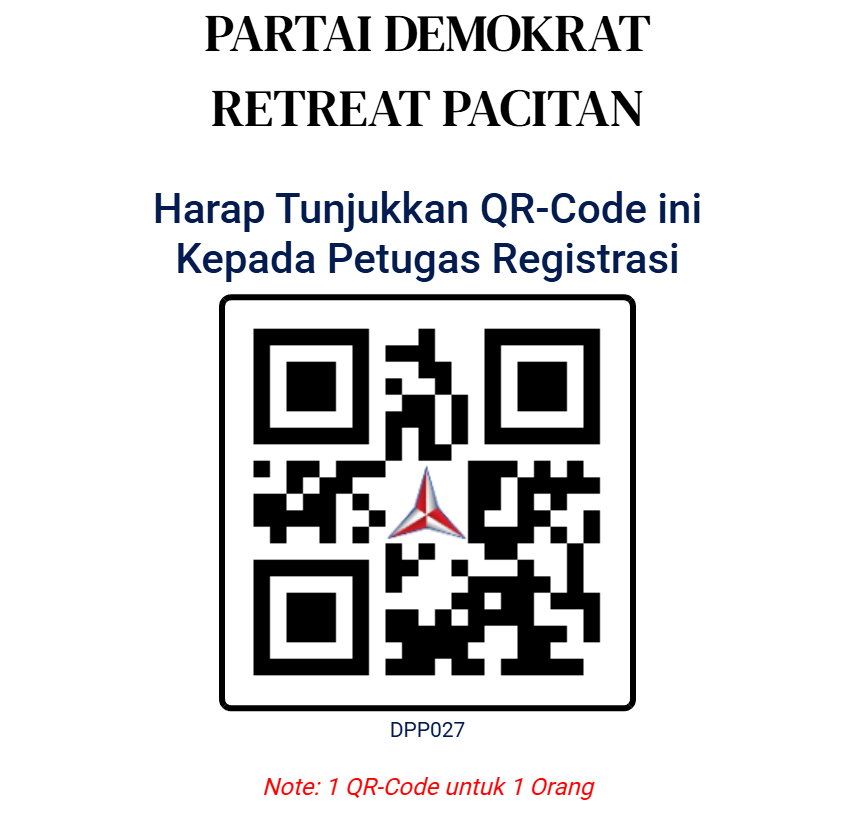 PARTAI DEMOKRAT
RETREAT PACITAN
Harap Tunjukkan QR-Code ini
Kepada Petugas Registrasi
DPP027
Note: 1 QR-Code untuk 1 Orang